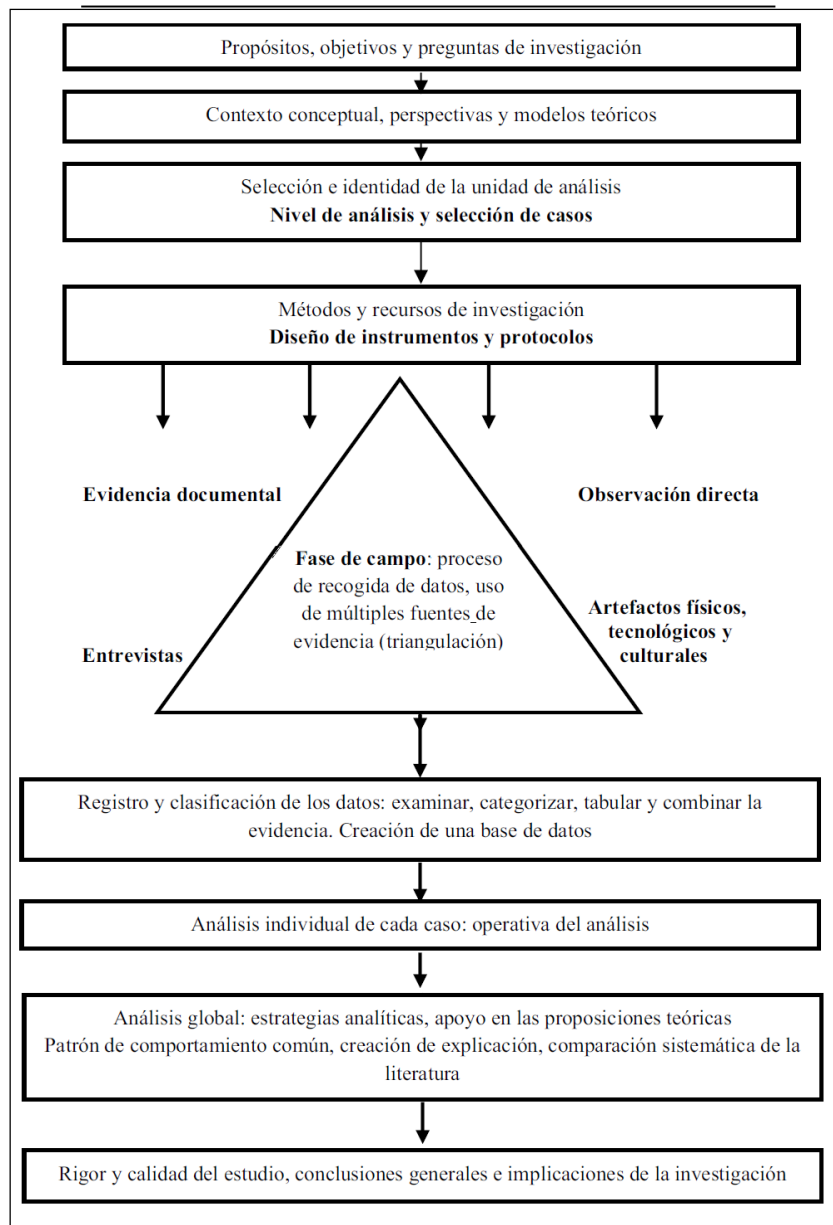 Propósitos, objetivos y preguntas de investigación
Contexto conceptual, perspectivas y modelos teóricos
Selección e identidad de la unidad de análisis
Nivel de análisis y selección de casos
Métodos y recursos de investigación
Diseño de instrumentos y protocolos
Evidencia documental
Observación directa
Fase de campo: proceso
de recogida de datos, uso
de múltiples fuentes de
evidencia (triangulación)
Entrevistas
Artefactos físicos,
tecnológicos y
culturales
Registro y clasificación de los datos: examinar, categorizar, tabular y combinar la
evidencia. Creación de una base de datos
Análisis individual de cada caso: operativa del análisis
Análisis global: estrategias analíticas, apoyo en las proposiciones teóricas
Patrón de comportamiento común, creación de explicación, comparación sistemática de la
literatura
Rigor y calidad del estudio, conclusiones generales e implicaciones de la investigación